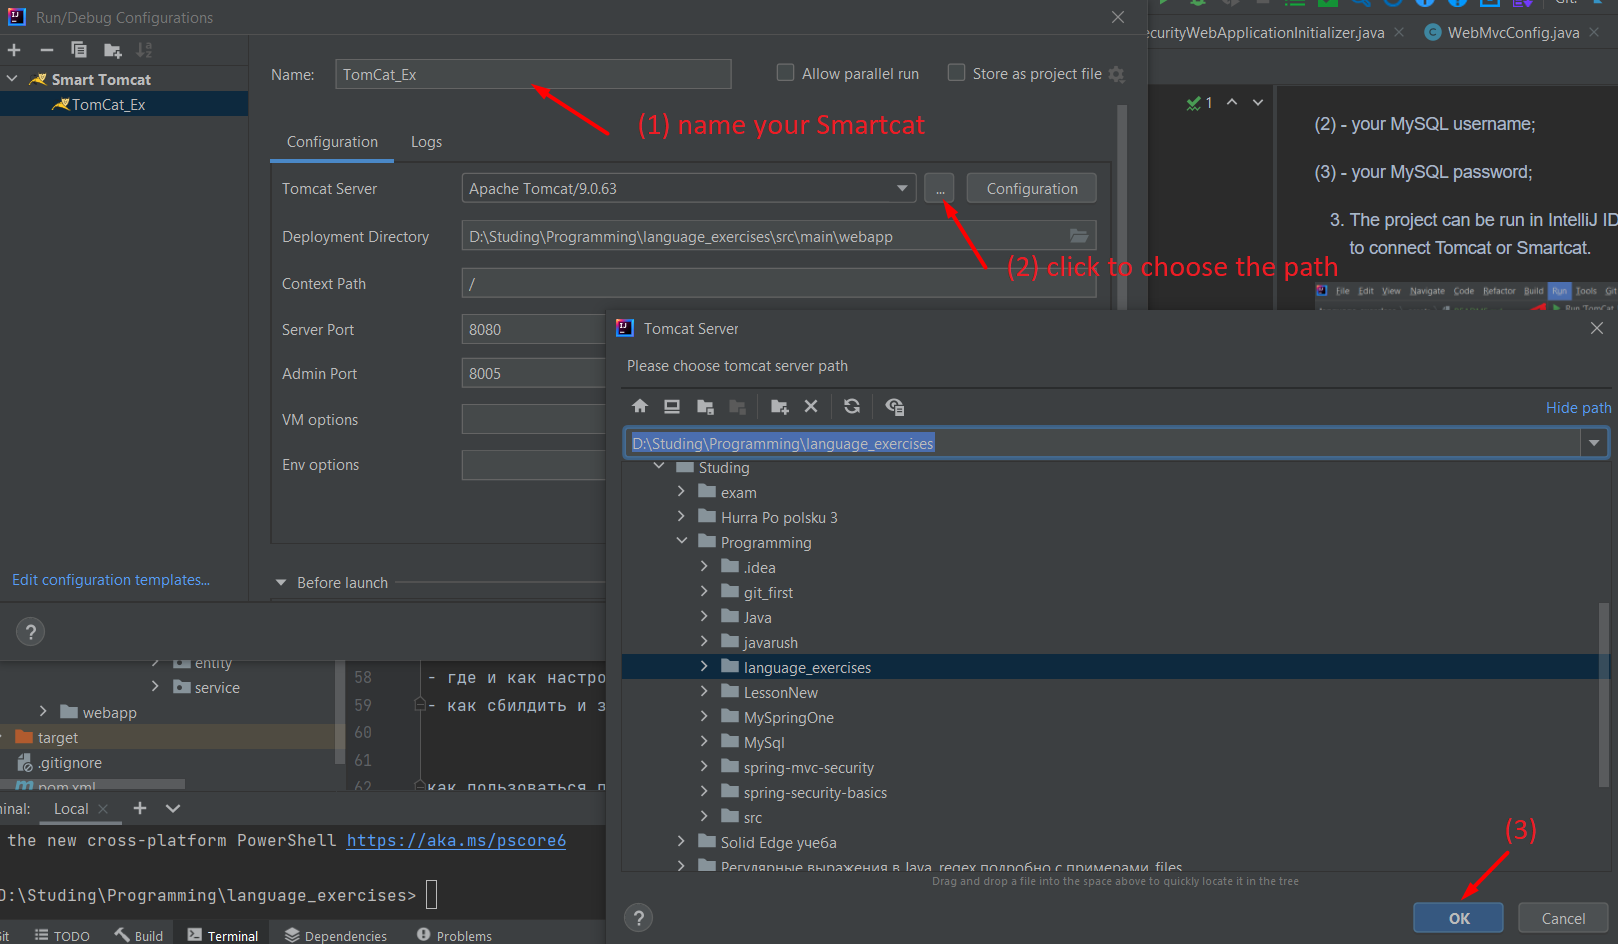 Run/Debug Configurations
Smart Tomcat
TomCat_Ex
Edit configuration templates...
Name:
TomCat_Ex
Allow parallel run
Store as project file
(1) name your Smartcat
Configuration
Logs
Tomcat Server
Apache Tomcat/9.0.63
...
Configuration
Deployment Directory
D:\Studing\Programming\language_exercises\src\main\webapp
(2) click to choose the path
Context Path
/
Server Port
8080
Admin Port
8005
VM options
Env options
Before launch
?
Git:
curityWebApplicationInitializer.java
WebMvcConfig.java
1
(2) - your MySQL username;
(3) - your MySQL password;
3. The project can be run in IntelliJ ID
to connect Tomcat or Smartcat.
File Edit View Navigate Code Refactor Build Run Tools Git
Run 'TomCat
Tomcat Server
Please choose tomcat server path
Hide path
D:\Studing\Programming\language_exercises
Studing
exam
Hurra Po polsku 3
Programming
.idea
git_first
Java
javarush
language_exercises
LessonNew
MySpringOne
MySql
spring-mvc-security
spring-security-basics
src
Solid Edge учеба
Регулярные выражения в Java, regex подробно с примерами_files
Drag and drop a file into the space above to quickly locate it in the tree
(3)
?
OK
Cancel
entity
service
webapp
target
.gitignore
pom.xml
58
- где и как настро
59
- как сбилдить и з
60
61
62
как пользоваться п
minal:
Local
the new cross-platform PowerShell https://aka.ms/pscore6
D:\Studing\Programming\language_exercises>
Git
TODO
Build
Terminal
Dependencies
Problems